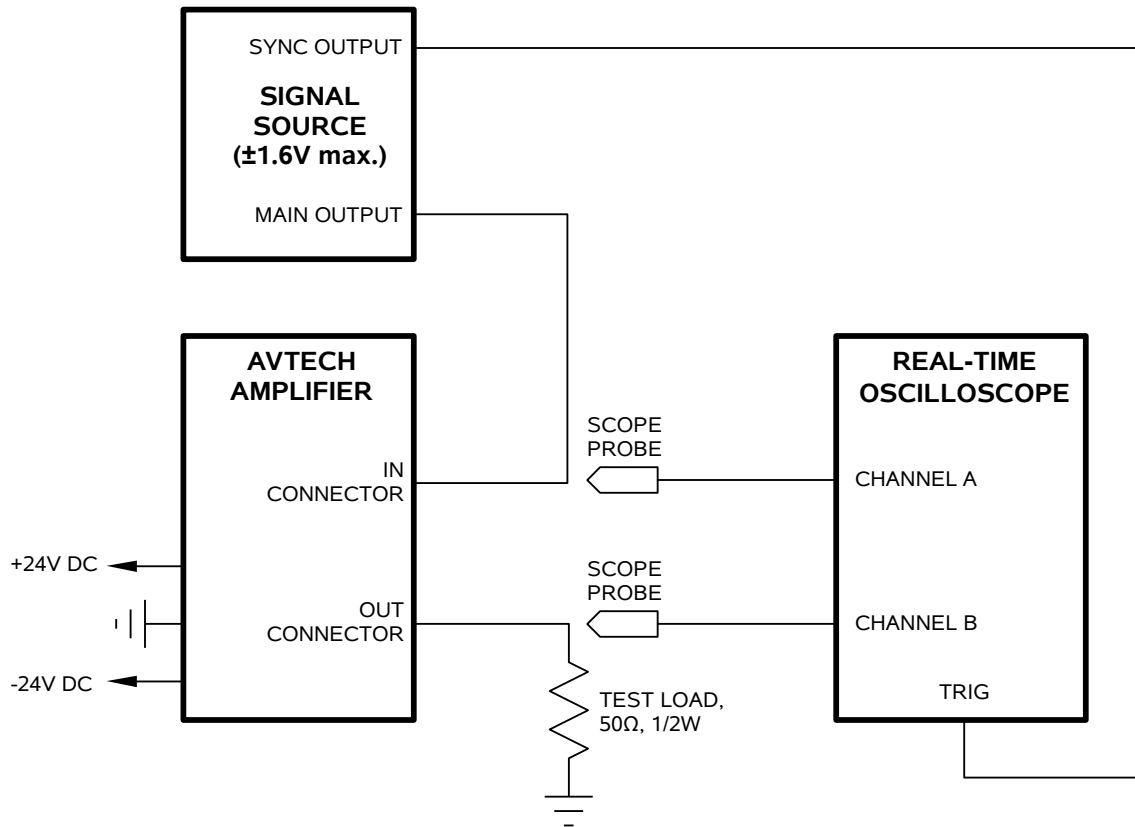 SYNC OUTPUT
SIGNAL
SOURCE
(±1.6V max.)
MAIN OUTPUT
AVTECH
AMPLIFIER
IN
CONNECTOR
OUT
CONNECTOR
+24V DC
-24V DC
SCOPE
PROBE
SCOPE
PROBE
TEST LOAD,
50Ω, 1/2W
REAL-TIME
OSCILLOSCOPE
CHANNEL A
CHANNEL B
TRIG